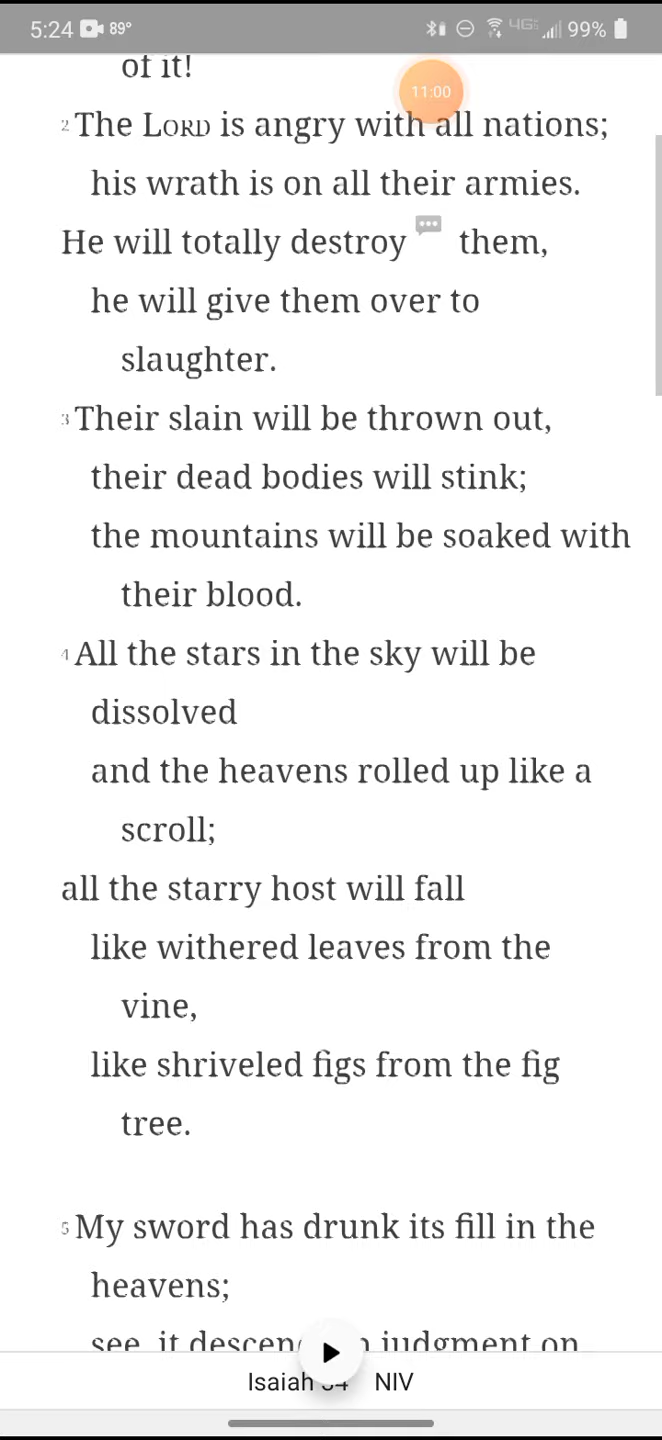 5:24 89° 4G 99%
of it!
11:00
2 The LORD is angry with all nations;
his wrath is on all their armies.
He will totally destroy them,
he will give them over to
slaughter.
3 Their slain will be thrown out,
their dead bodies will stink;
the mountains will be soaked with
their blood.
4 All the stars in the sky will be
dissolved
and the heavens rolled up like a
scroll;
all the starry host will fall
like withered leaves from the
vine,
like shriveled figs from the fig
tree.
5 My sword has drunk its fill in the
heavens;
see, it judgment on
Isaiah 34 NIV